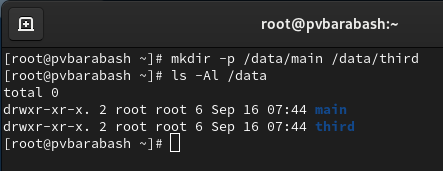 root@pvbarabash:~
[root@pvbarabash ~]# mkdir -p /data/main /data/third
[root@pvbarabash ~]# ls -Al /data
total 0
drwxr-xr-x. 2 root root 6 Sep 16 07:44 main
drwxr-xr-x. 2 root root 6 Sep 16 07:44 third
[root@pvbarabash ~]#